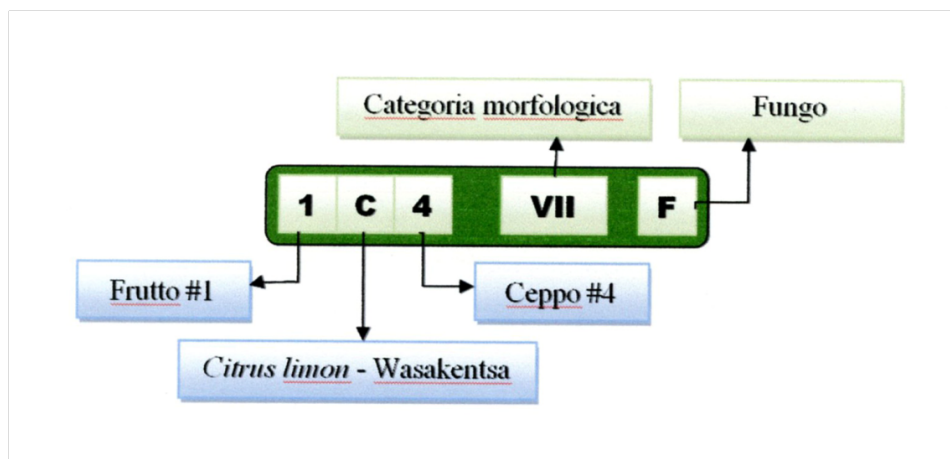 Categoria morfologica
Fungo
1 C 4 VII F
Frutto #1
Ceppo #4
Citrus limon - Wasakentsa